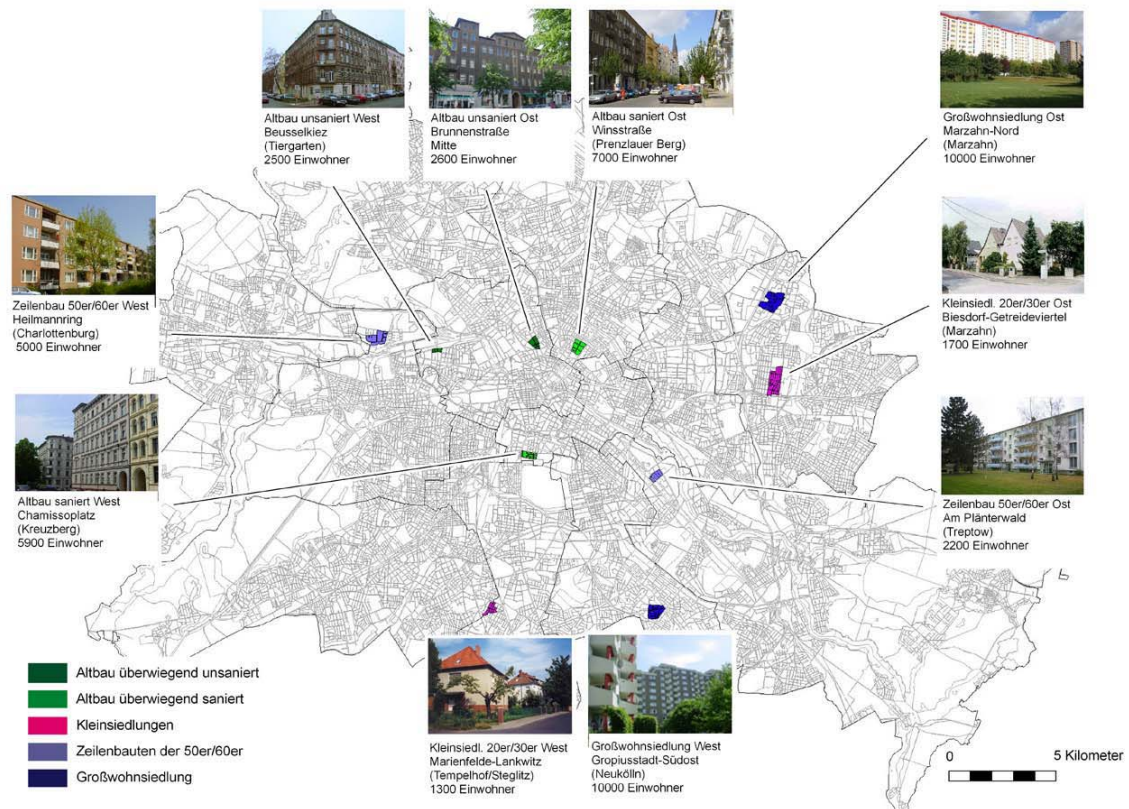 Altbau unsaniert West
Beusselkiez
(Tiergarten)
2500 Einwohner
Altbau unsaniert Ost
Brunnenstraße
Mitte
2600 Einwohner
Altbau saniert Ost
Winsstraße
(Prenzlauer Berg)
7000 Einwohner
Großwohnsiedlung Ost
Marzahn-Nord
(Marzahn)
10000 Einwohner
Zeilenbau 50er/60er West
Heilmannring
(Charlottenburg)
5000 Einwohner
Kleinsiedl. 20er/30er Ost
Biesdorf-Getreideviertel
(Marzahn)
1700 Einwohner
Altbau saniert West
Chamissoplatz
(Kreuzberg)
5900 Einwohner
Zeilenbau 50er/60er Ost
Am Plänterwald
(Treptow)
2200 Einwohner
Altbau überwiegend unsaniert
Altbau überwiegend saniert
Kleinsiedlungen
Zeilenbauten der 50er/60er
Großwohnsiedlung
Kleinsiedl. 20er/30er West
Marienfelde-Lankwitz
(Tempelhof/Steglitz)
1300 Einwohner
Großwohnsiedlung West
Gropiusstadt-Südost
(Neukölln)
10000 Einwohner
0 5 Kilometer